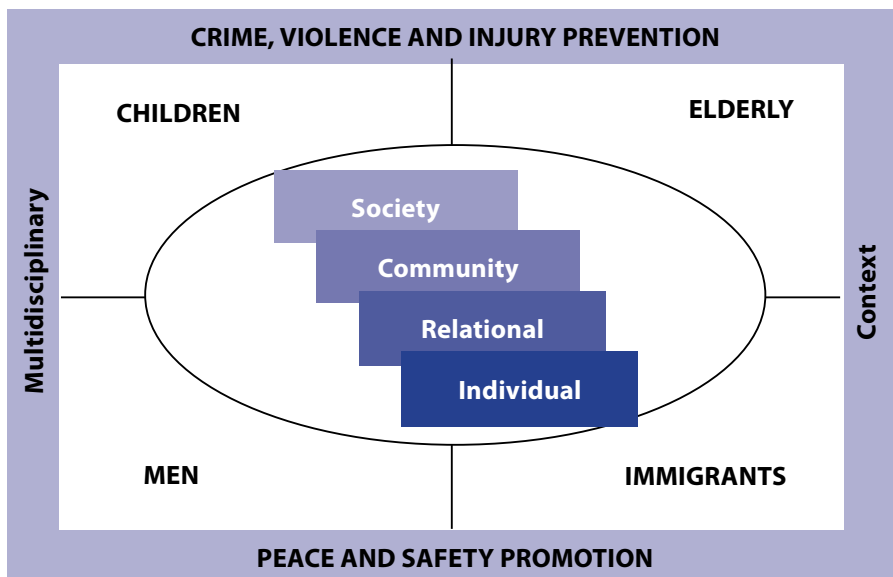 CRIME, VIOLENCE AND INJURY PREVENTION
CHILDREN
ELDERLY
Society
Community
Multidisciplinary
Context
Relational
Individual
MEN
IMMIGRANTS
PEACE AND SAFETY PROMOTION